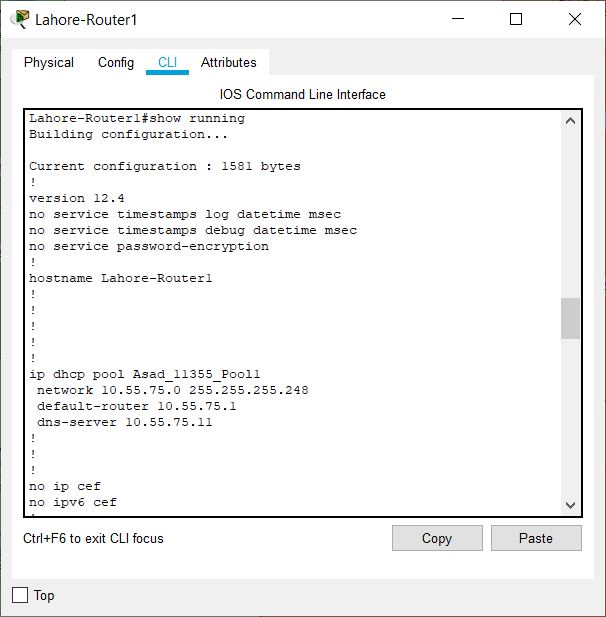 Lahore-Router1
Physical Config CLI Attributes
IOS Command Line Interface
Lahore-Router1#show running
Building configuration...
Current configuration : 1581 bytes
!
version 12.4
no service timestamps log datetime msec
no service timestamps debug datetime msec
no service password-encryption
!
hostname Lahore-Router1
!
!
!
!
!
ip dhcp pool Asad_11355_Pool1
network 10.55.75.0 255.255.255.248
default-router 10.55.75.1
dns-server 10.55.75.11
!
!
!
no ip cef
no ipv6 cef
Ctrl+F6 to exit CLI focus
Copy Paste
Top